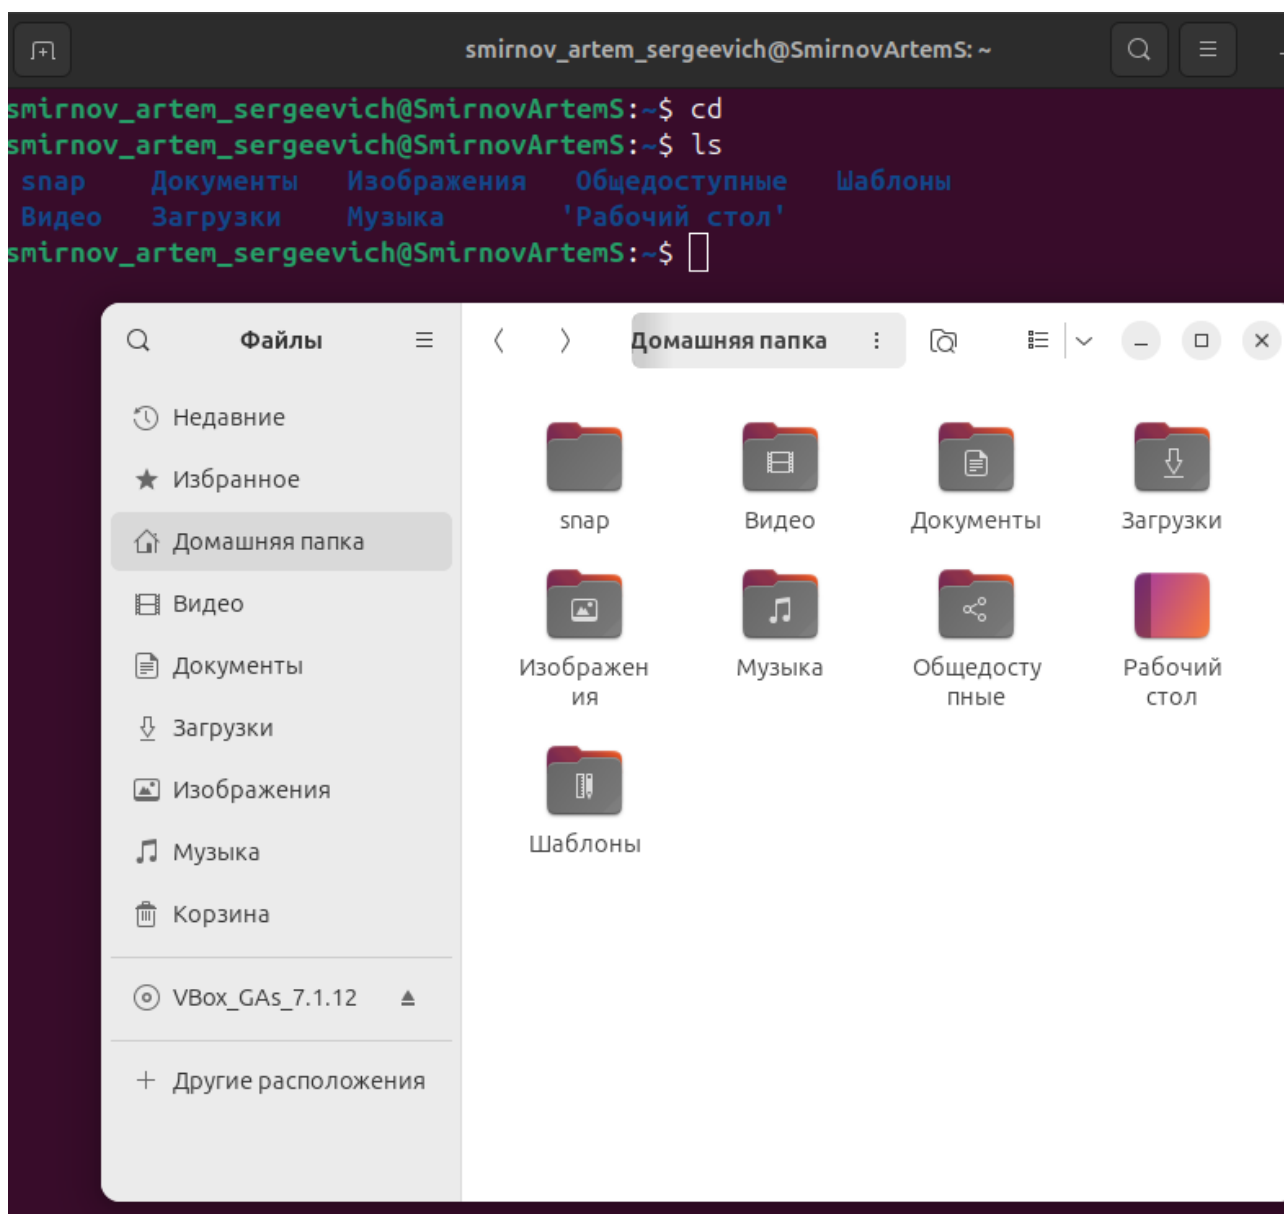 smirnov_artem_sergeevich@SmirnovArtemS: ~
smirnov_artem_sergeevich@SmirnovArtemS:~$ cd
smirnov_artem_sergeevich@SmirnovArtemS:~$ ls
snap Документы Изображения Общедоступные Шаблоны
Видео Загрузки Музыка 'Рабочий стол'
smirnov_artem_sergeevich@SmirnovArtemS:~$
Файлы
Домашняя папка
Недавние
Избранное
Домашняя папка
Видео
Документы
Загрузки
Изображения
Музыка
Корзина
VBox_GAs_7.1.12
Другие расположения
snap Видео Документы Загрузки
Изображен
ия
Музыка
Общедосту
пные
Рабочий
стол
Шаблоны